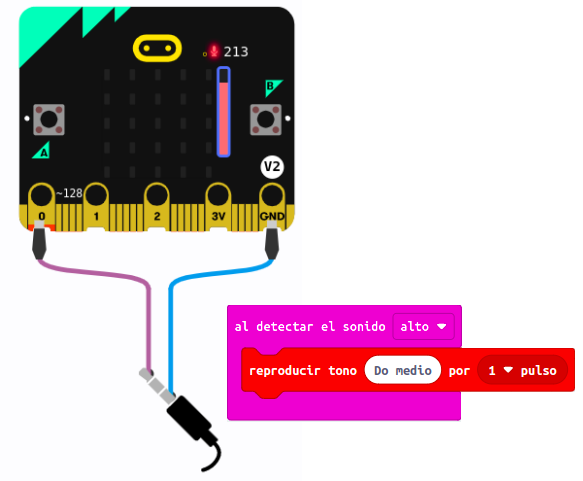 213
B
A
V2
~128
0 1 2 3V GND
al detectar el sonido alto
reproducir tono Do medio por 1 pulso